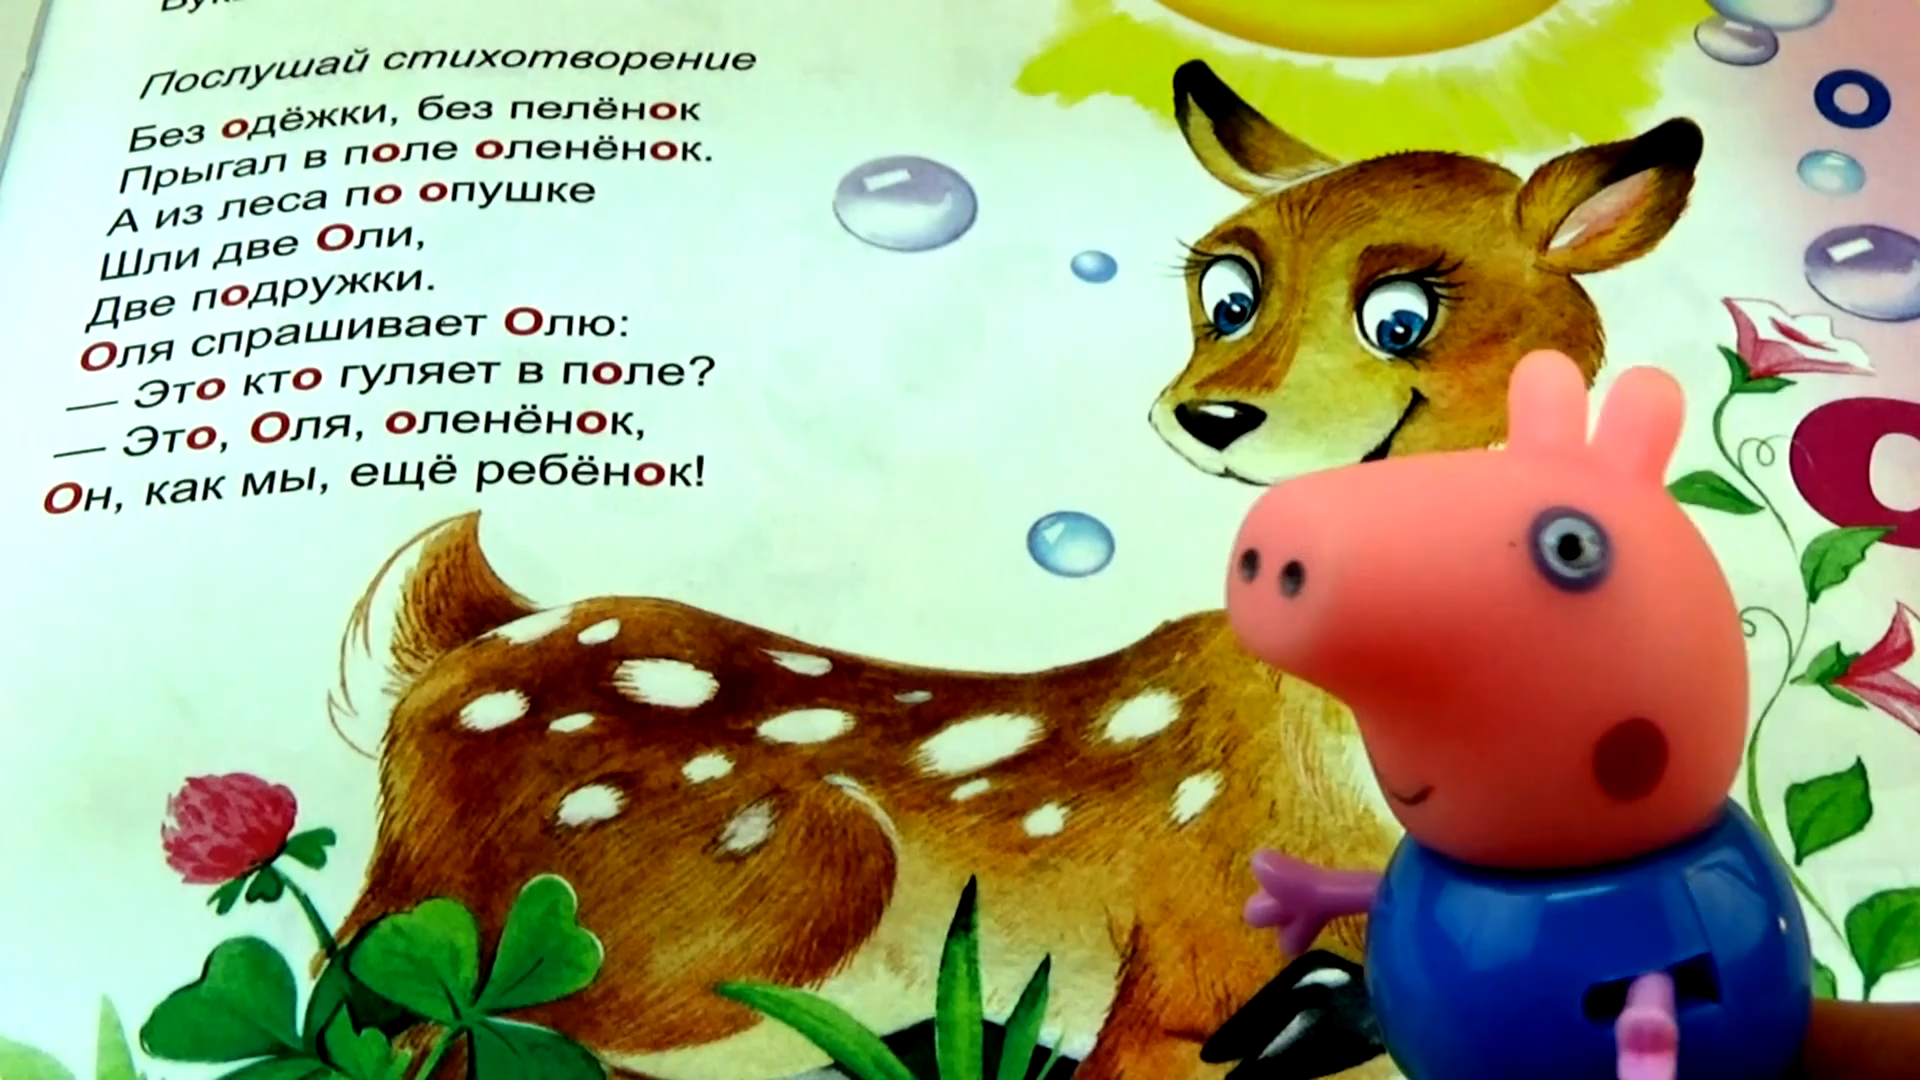 Послушай стихотворение
Без одёжки, без пелёнок
Прыгал в поле оленёнок.
А из леса по опушке
Шли две Оли,
Две подружки.
Оля спрашивает Олю:
— Это кто гуляет в поле?
— Это, Оля, оленёнок,
Он, как мы, ещё ребёнок!
О
О